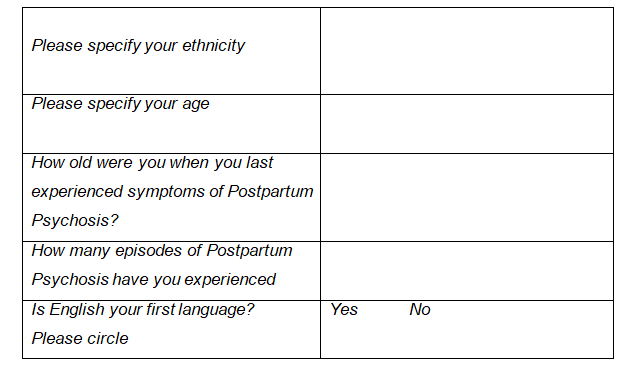 Please specify your ethnicity
Please specify your age
How old were you when you last
experienced symptoms of Postpartum
Psychosis?
How many episodes of Postpartum
Psychosis have you experienced
Is English your first language?
Please circle
Yes No